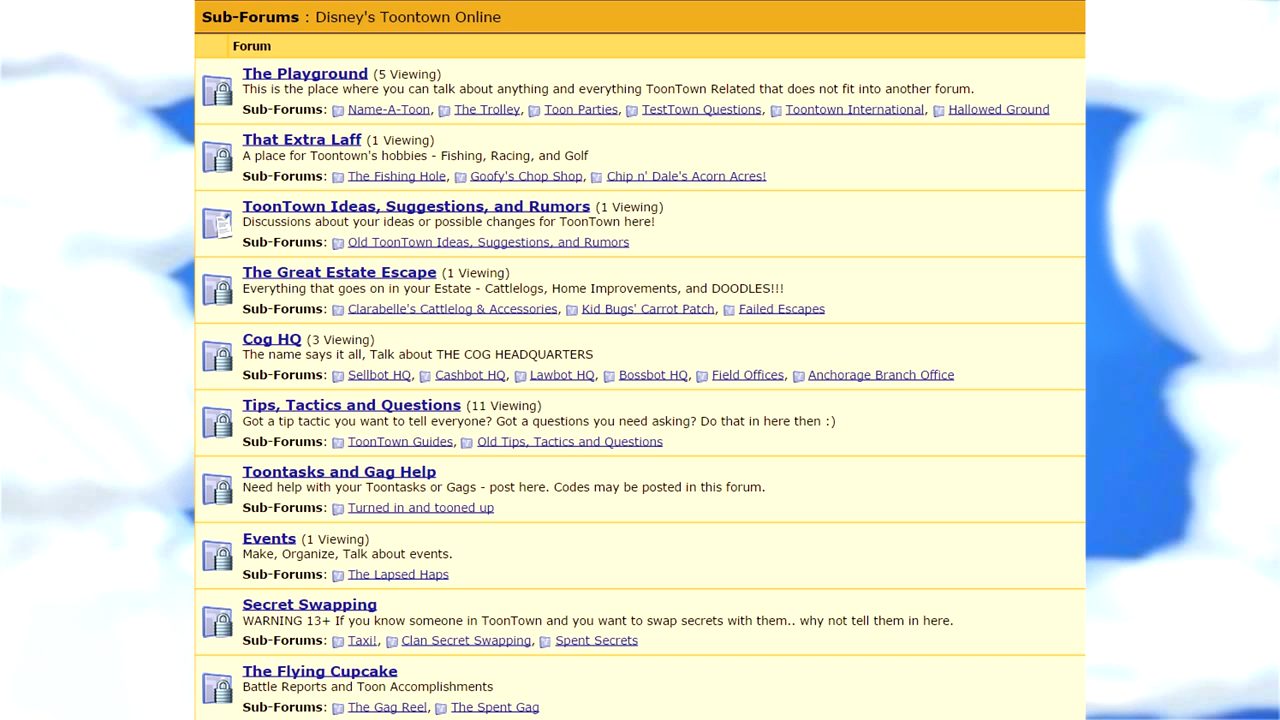 Sub-Forums : Disney's Toontown Online
Forum
The Playground (5 Viewing)
This is the place where you can talk about anything and everything ToonTown Related that does not fit into another forum.
Sub-Forums: Name-A-Toon, The Trolley, Toon Parties, TestTown Questions, Toontown International, Hallowed Ground
That Extra Laff (1 Viewing)
A place for Toontown's hobbies - Fishing, Racing, and Golf
Sub-Forums: The Fishing Hole, Goofy's Chop Shop, Chip n' Dale's Acorn Acres!
ToonTown Ideas, Suggestions, and Rumors (1 Viewing)
Discussions about your ideas or possible changes for ToonTown here!
Sub-Forums: Old ToonTown Ideas, Suggestions, and Rumors
The Great Estate Escape (1 Viewing)
Everything that goes on in your Estate - Cattlelogs, Home Improvements, and DOODLES!!!
Sub-Forums: Clarabelle's Cattlelog & Accessories, Kid Bugs' Carrot Patch, Failed Escapes
Cog HQ (3 Viewing)
The name says it all, Talk about THE COG HEADQUARTERS
Sub-Forums: Sellbot HQ, Cashbot HQ, Lawbot HQ, Bossbot HQ, Field Offices, Anchorage Branch Office
Tips, Tactics and Questions (11 Viewing)
Got a tip tactic you want to tell everyone? Got a questions you need asking? Do that in here then :)
Sub-Forums: ToonTown Guides, Old Tips, Tactics and Questions
Toontasks and Gag Help
Need help with your Toontasks or Gags - post here. Codes may be posted in this forum.
Sub-Forums: Turned in and tooned up
Events (1 Viewing)
Make, Organize, Talk about events.
Sub-Forums: The Lapsed Haps
Secret Swapping
WARNING 13+ If you know someone in ToonTown and you want to swap secrets with them.. why not tell them in here.
Sub-Forums: Taxi!, Clan Secret Swapping, Spent Secrets
The Flying Cupcake
Battle Reports and Toon Accomplishments
Sub-Forums: The Gag Reel, The Spent Gag